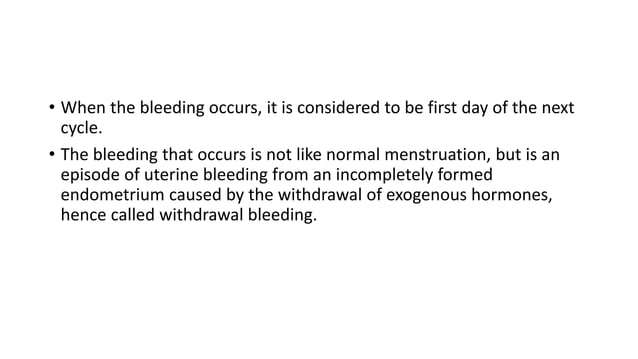 • When the bleeding occurs, it is considered to be first day of the next
cycle.
• The bleeding that occurs is not like normal menstruation, but is an
episode of uterine bleeding from an incompletely formed
endometrium caused by the withdrawal of exogenous hormones,
hence called withdrawal bleeding.